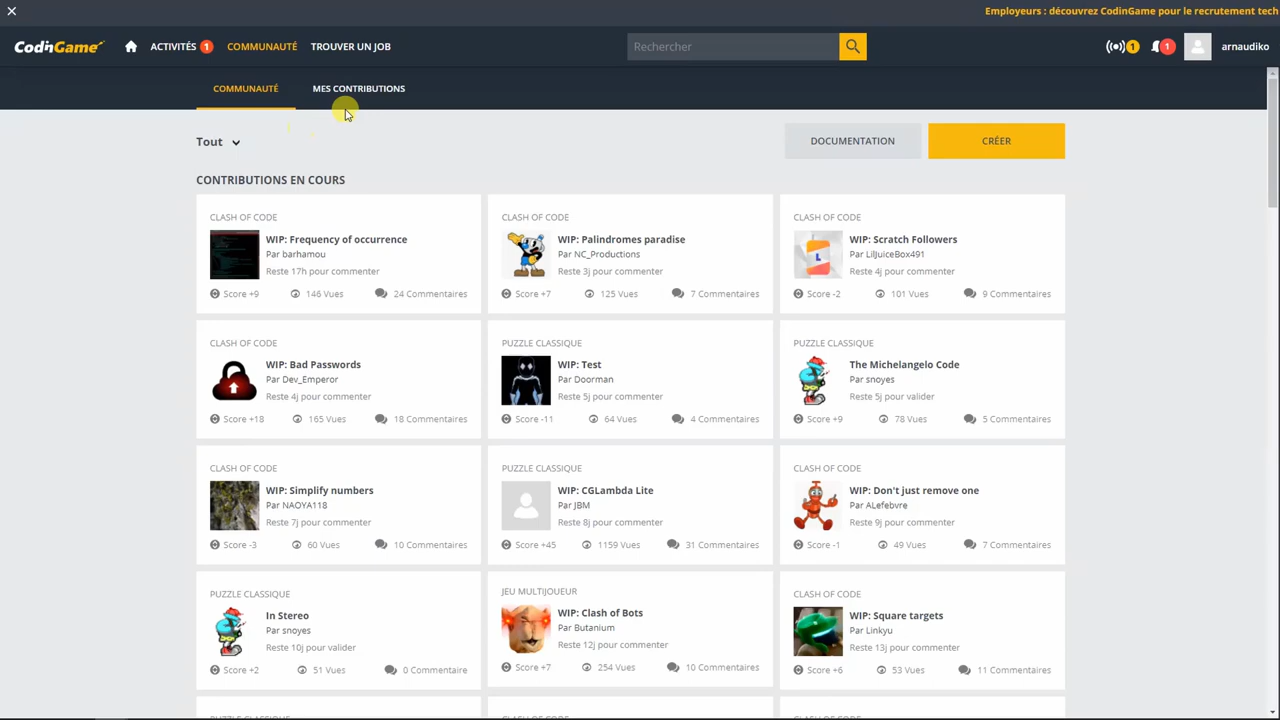 Employeurs : découvrez CodinGame pour le recrutement tech
CodinGame
ACTIVITÉS 1
COMMUNAUTÉ
TROUVER UN JOB
Rechercher
1
1
arnaudiko
COMMUNAUTÉ
MES CONTRIBUTIONS
Tout
DOCUMENTATION
CRÉER
CONTRIBUTIONS EN COURS
CLASH OF CODE
WIP: Frequency of occurrence
Par barhamou
Reste 17h pour commenter
Score +9 146 Vues 24 Commentaires
CLASH OF CODE
WIP: Palindromes paradise
Par NC_Productions
Reste 3j pour commenter
Score +7 125 Vues 7 Commentaires
CLASH OF CODE
WIP: Scratch Followers
Par LilJuiceBox491
Reste 4j pour commenter
Score -2 101 Vues 9 Commentaires
CLASH OF CODE
WIP: Bad Passwords
Par Dev_Emperor
Reste 4j pour commenter
Score +18 165 Vues 18 Commentaires
PUZZLE CLASSIQUE
WIP: Test
Par Doorman
Reste 5j pour commenter
Score -11 64 Vues 4 Commentaires
PUZZLE CLASSIQUE
The Michelangelo Code
Par snoyes
Reste 5j pour valider
Score +9 78 Vues 5 Commentaires
CLASH OF CODE
WIP: Simplify numbers
Par NAOYA118
Reste 7j pour commenter
Score -3 60 Vues 10 Commentaires
PUZZLE CLASSIQUE
WIP: CGLambda Lite
Par JBM
Reste 8j pour commenter
Score +45 1159 Vues 31 Commentaires
CLASH OF CODE
WIP: Don't just remove one
Par ALefebvre
Reste 9j pour commenter
Score -1 49 Vues 7 Commentaires
PUZZLE CLASSIQUE
In Stereo
Par snoyes
Reste 10j pour valider
Score +2 51 Vues 0 Commentaire
JEU MULTIJOUEUR
WIP: Clash of Bots
Par Butanium
Reste 12j pour commenter
Score +7 254 Vues 10 Commentaires
CLASH OF CODE
WIP: Square targets
Par Linkyu
Reste 13j pour commenter
Score +6 53 Vues 11 Commentaires